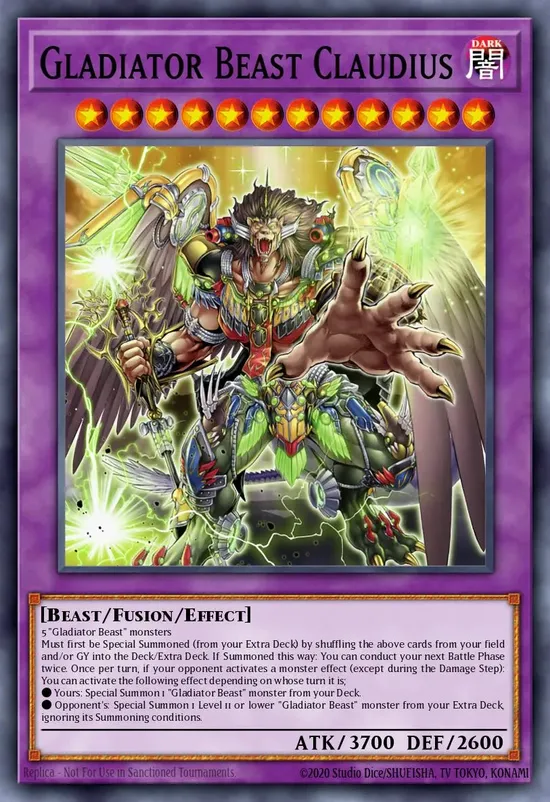 GLADIATOR BEAST CLAUDIUS
DARK
闇
[BEAST/FUSION/EFFECT]
5 "Gladiator Beast" monsters
Must first be Special Summoned (from your Extra Deck) by shuffling the above cards from your field
and/or GY into the Deck/Extra Deck. If Summoned this way: You can conduct your next Battle Phase
twice. Once per turn, if your opponent activates a monster effect (except during the Damage Step):
You can activate the following effect depending on whose turn it is;
● Yours: Special Summon 1 "Gladiator Beast" monster from your Deck.
● Opponent's: Special Summon 1 Level 11 or lower "Gladiator Beast" monster from your Extra Deck,
ignoring its Summoning conditions.
ATK/3700 DEF/2600
Replica - Not For Use in Sanctioned Tournaments.
©2020 Studio Dice/SHUEISHA, TV TOKYO, KONAMI